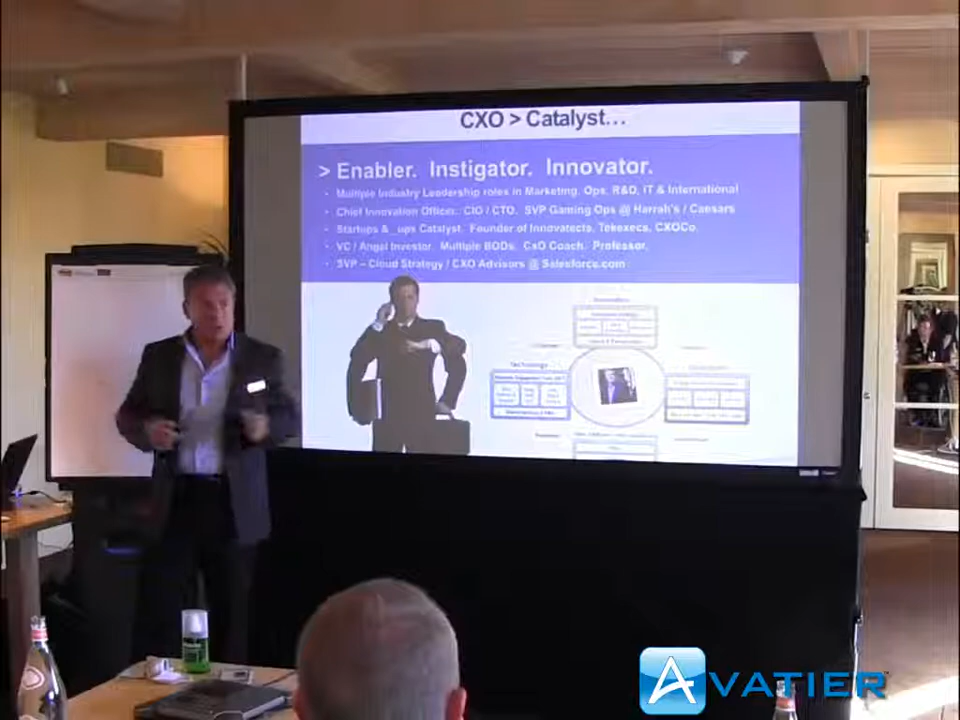 CXO > Catalyst...
> Enabler. Instigator. Innovator.
• Multiple Industry Leadership roles in Marketing, Ops, R&D, IT & International
• Chief Innovation Officer. CIO / CTO. SVP Gaming Ops @ Harrah's / Caesars
• Startups & _ups Catalyst. Founder of Innovatects, Tekexecs, CXOCo.
• VC / Angel Investor. Multiple BODs. CxO Coach. Professor.
• SVP – Cloud Strategy / CXO Advisors @ Salesforce.com
Technology
AVATIER